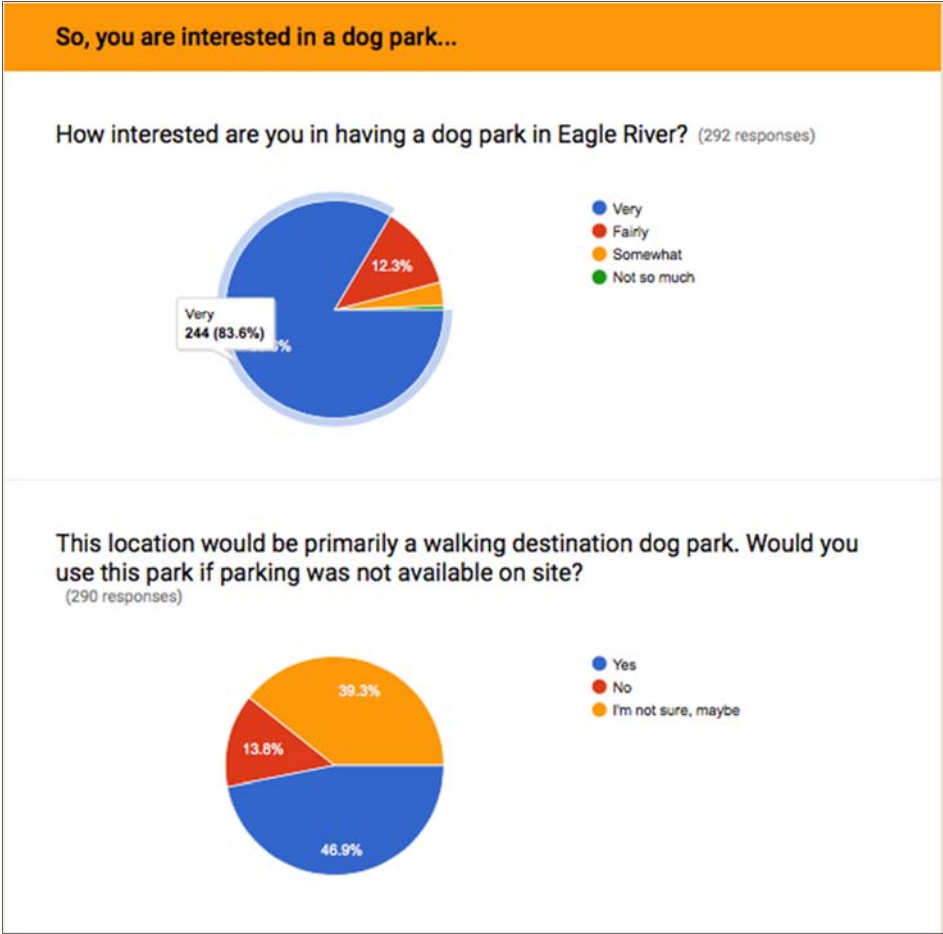 So, you are interested in a dog park...
How interested are you in having a dog park in Eagle River? (292 responses)
Very
Fairly
Somewhat
Not so much
12.3%
Very
244 (83.6%)
%
This location would be primarily a walking destination dog park. Would you
use this park if parking was not available on site?
(290 responses)
Yes
No
I'm not sure, maybe
39.3%
13.8%
46.9%